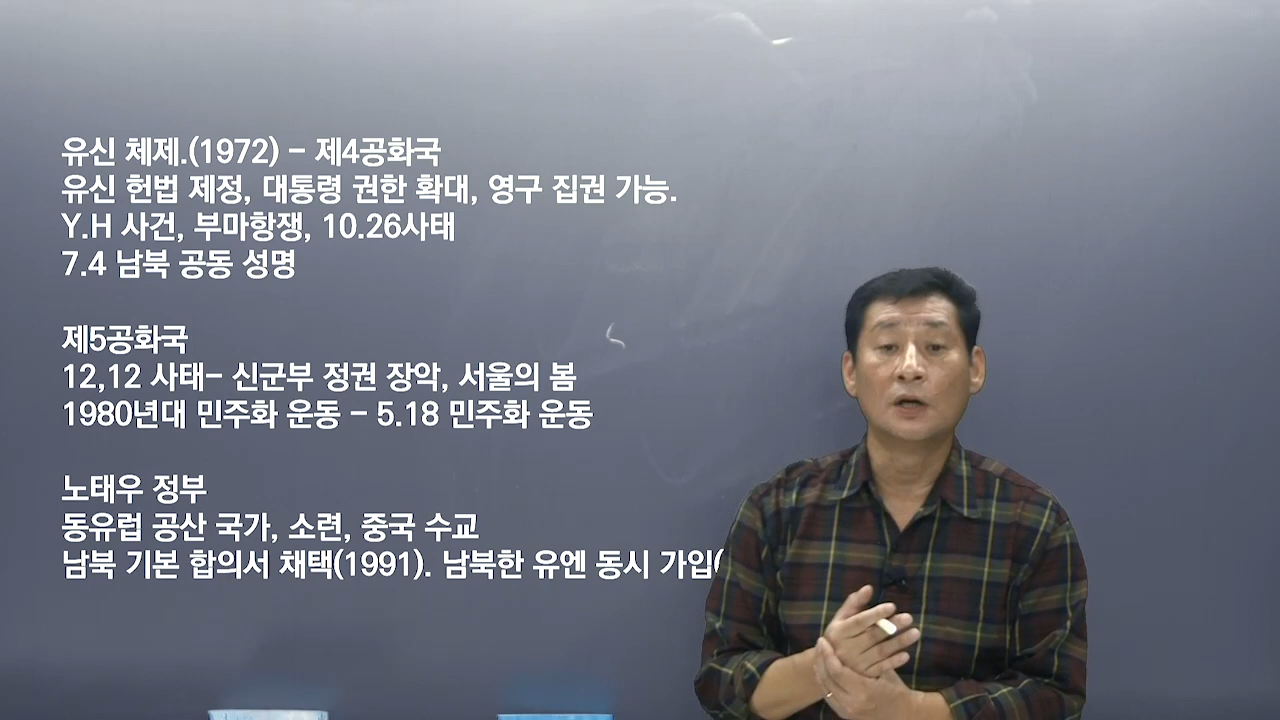 유신 체제.(1972) - 제4공화국
유신 헌법 제정, 대통령 권한 확대, 영구 집권 가능.
Y.H 사건, 부마항쟁, 10.26사태
7.4 남북 공동 성명
제5공화국
12,12 사태- 신군부 정권 장악, 서울의 봄
1980년대 민주화 운동 - 5.18 민주화 운동
노태우 정부
동유럽 공산 국가, 소련, 중국 수교
남북 기본 합의서 채택(1991). 남북한 유엔 동시 가입(